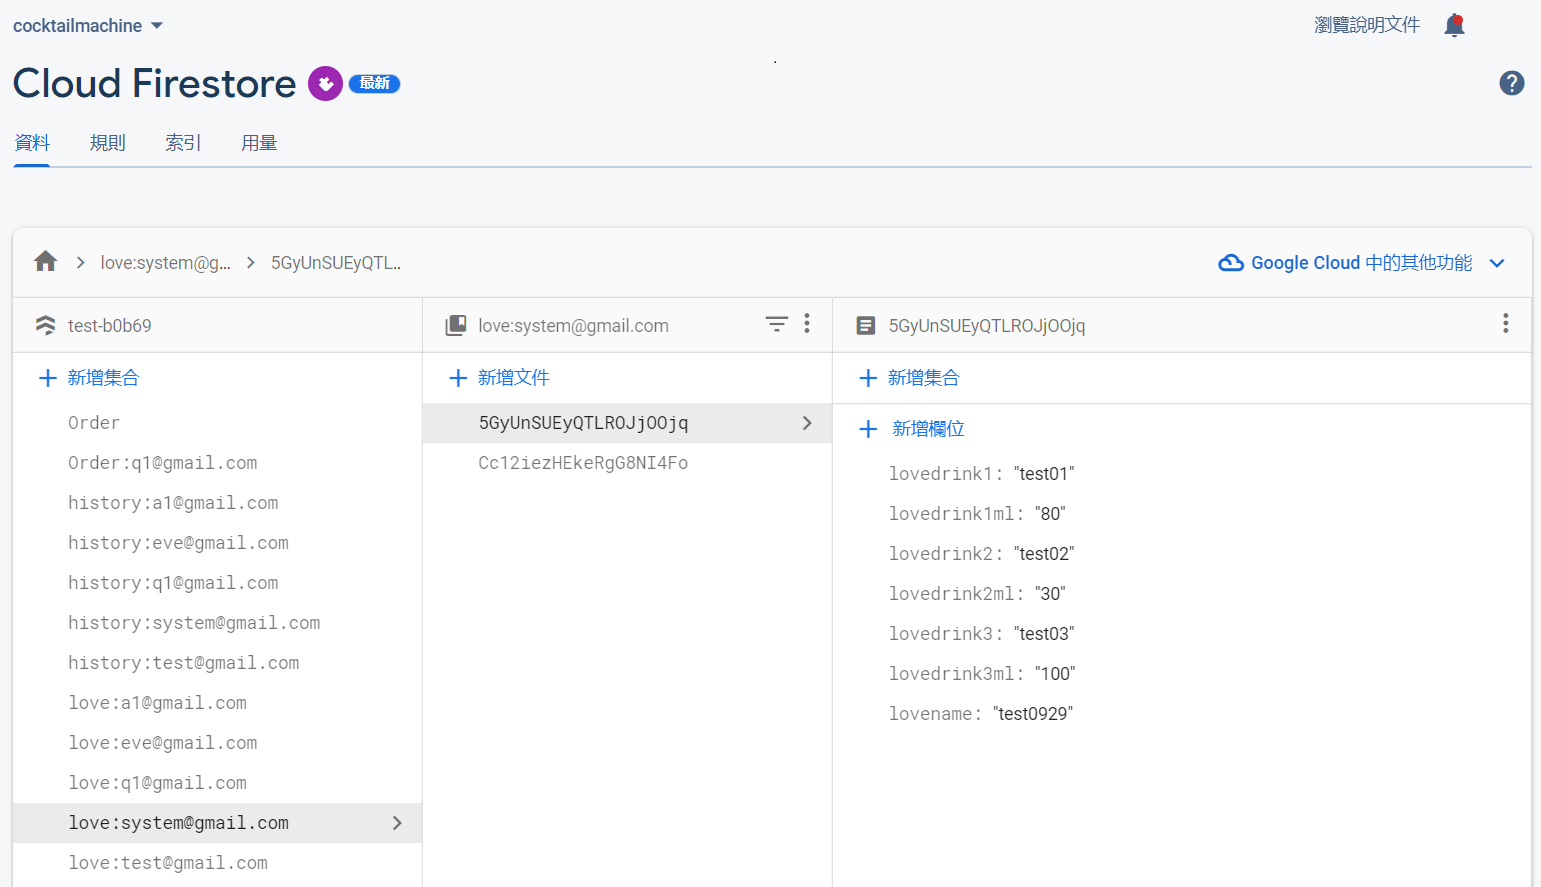 cocktailmachine
瀏覽說明文件
Cloud Firestore
最新
資料
規則
索引
用量
love:system@g...
5GyUnSUEyQTL..
Google Cloud 中的其他功能
test-b0b69
love:system@gmail.com
5GyUnSUEyQTLROJjOOjq
新增集合
Order
Order:q1@gmail.com
history:a1@gmail.com
history:eve@gmail.com
history:q1@gmail.com
history:system@gmail.com
history:test@gmail.com
love:a1@gmail.com
love:eve@gmail.com
love:q1@gmail.com
love:system@gmail.com
love:test@gmail.com
新增文件
5GyUnSUEyQTLROJjOOjq
Cc12iezHEkeRgG8NI4Fo
新增集合
新增欄位
lovedrink1: "test01"
lovedrink1ml: "80"
lovedrink2: "test02"
lovedrink2ml: "30"
lovedrink3: "test03"
lovedrink3ml: "100"
lovename: "test0929"